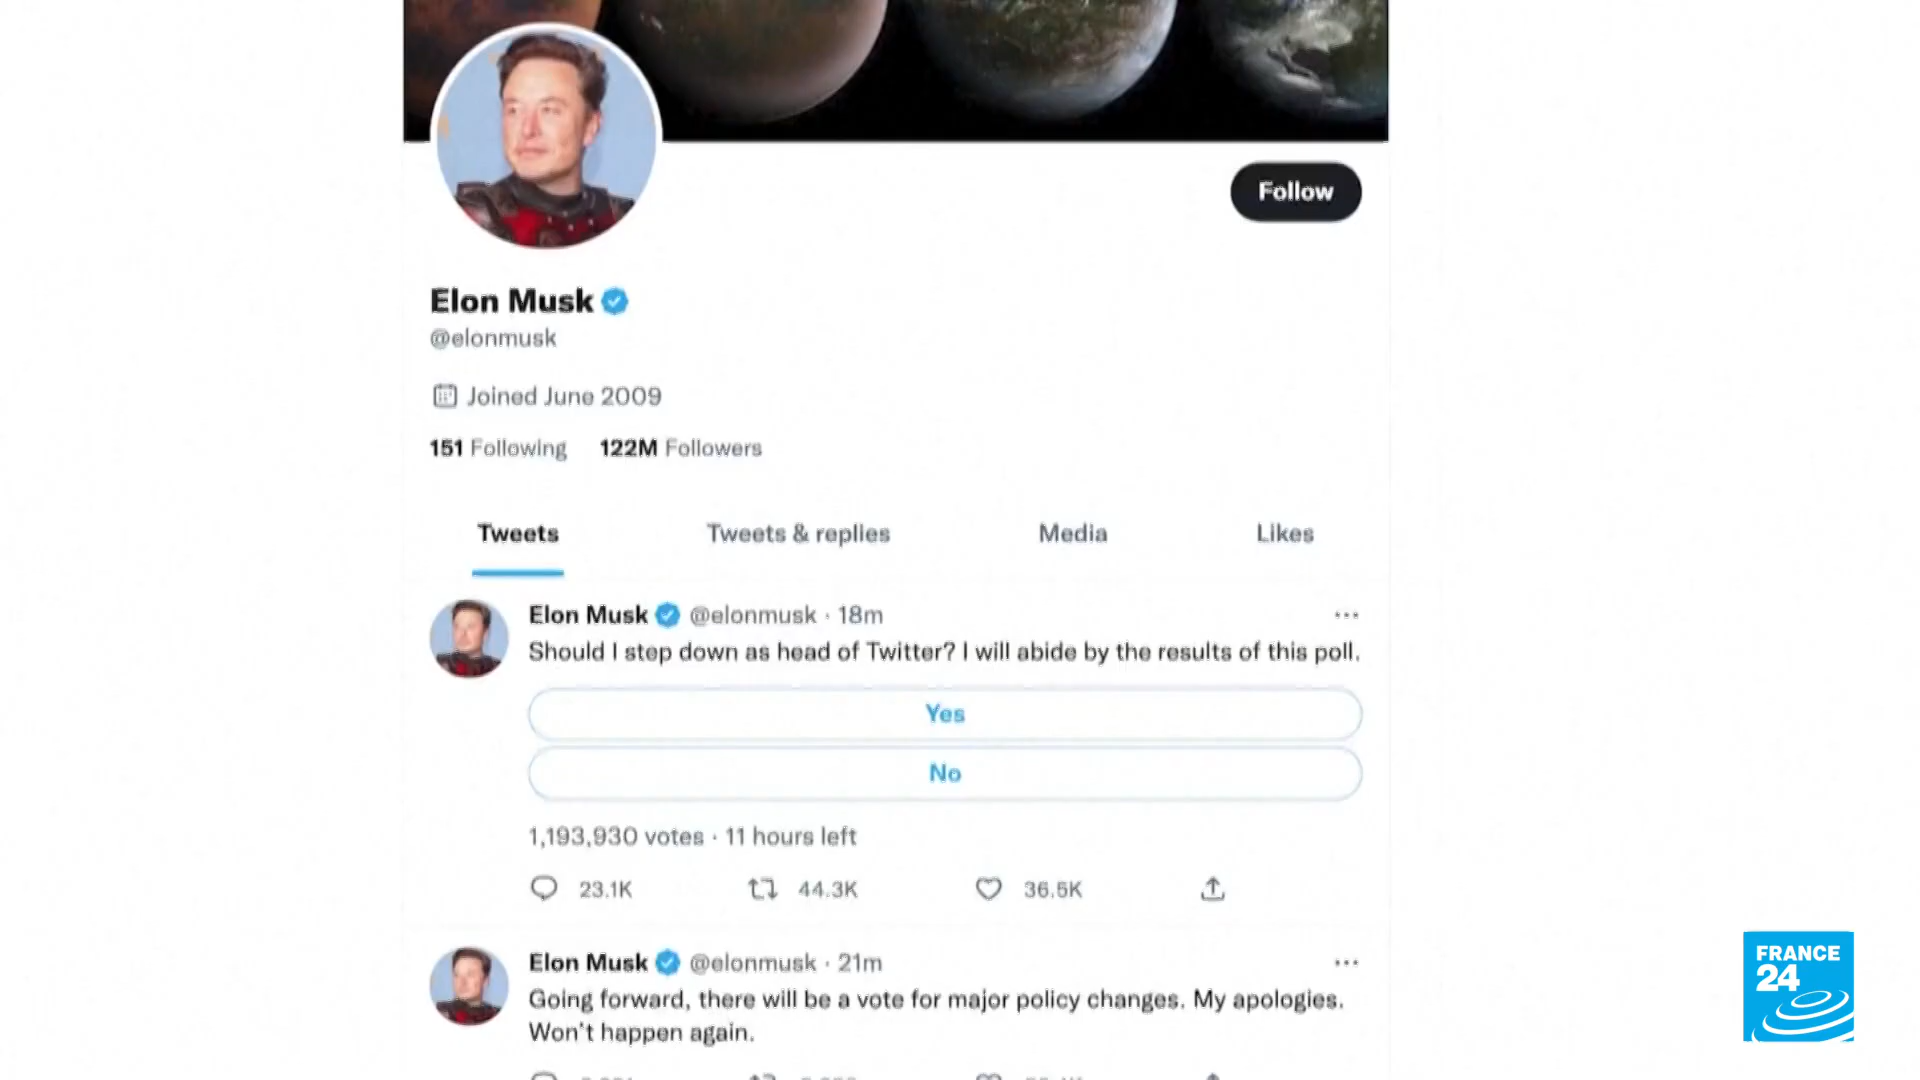 Follow
Elon Musk
@elonmusk
Joined June 2009
151 Following 122M Followers
Tweets Tweets & replies Media Likes
Elon Musk @elonmusk · 18m
Should I step down as head of Twitter? I will abide by the results of this poll.
Yes
No
1,193,930 votes · 11 hours left
23.1K 44.3K 36.5K
Elon Musk @elonmusk · 21m
Going forward, there will be a vote for major policy changes. My apologies.
Won't happen again.
FRANCE
24